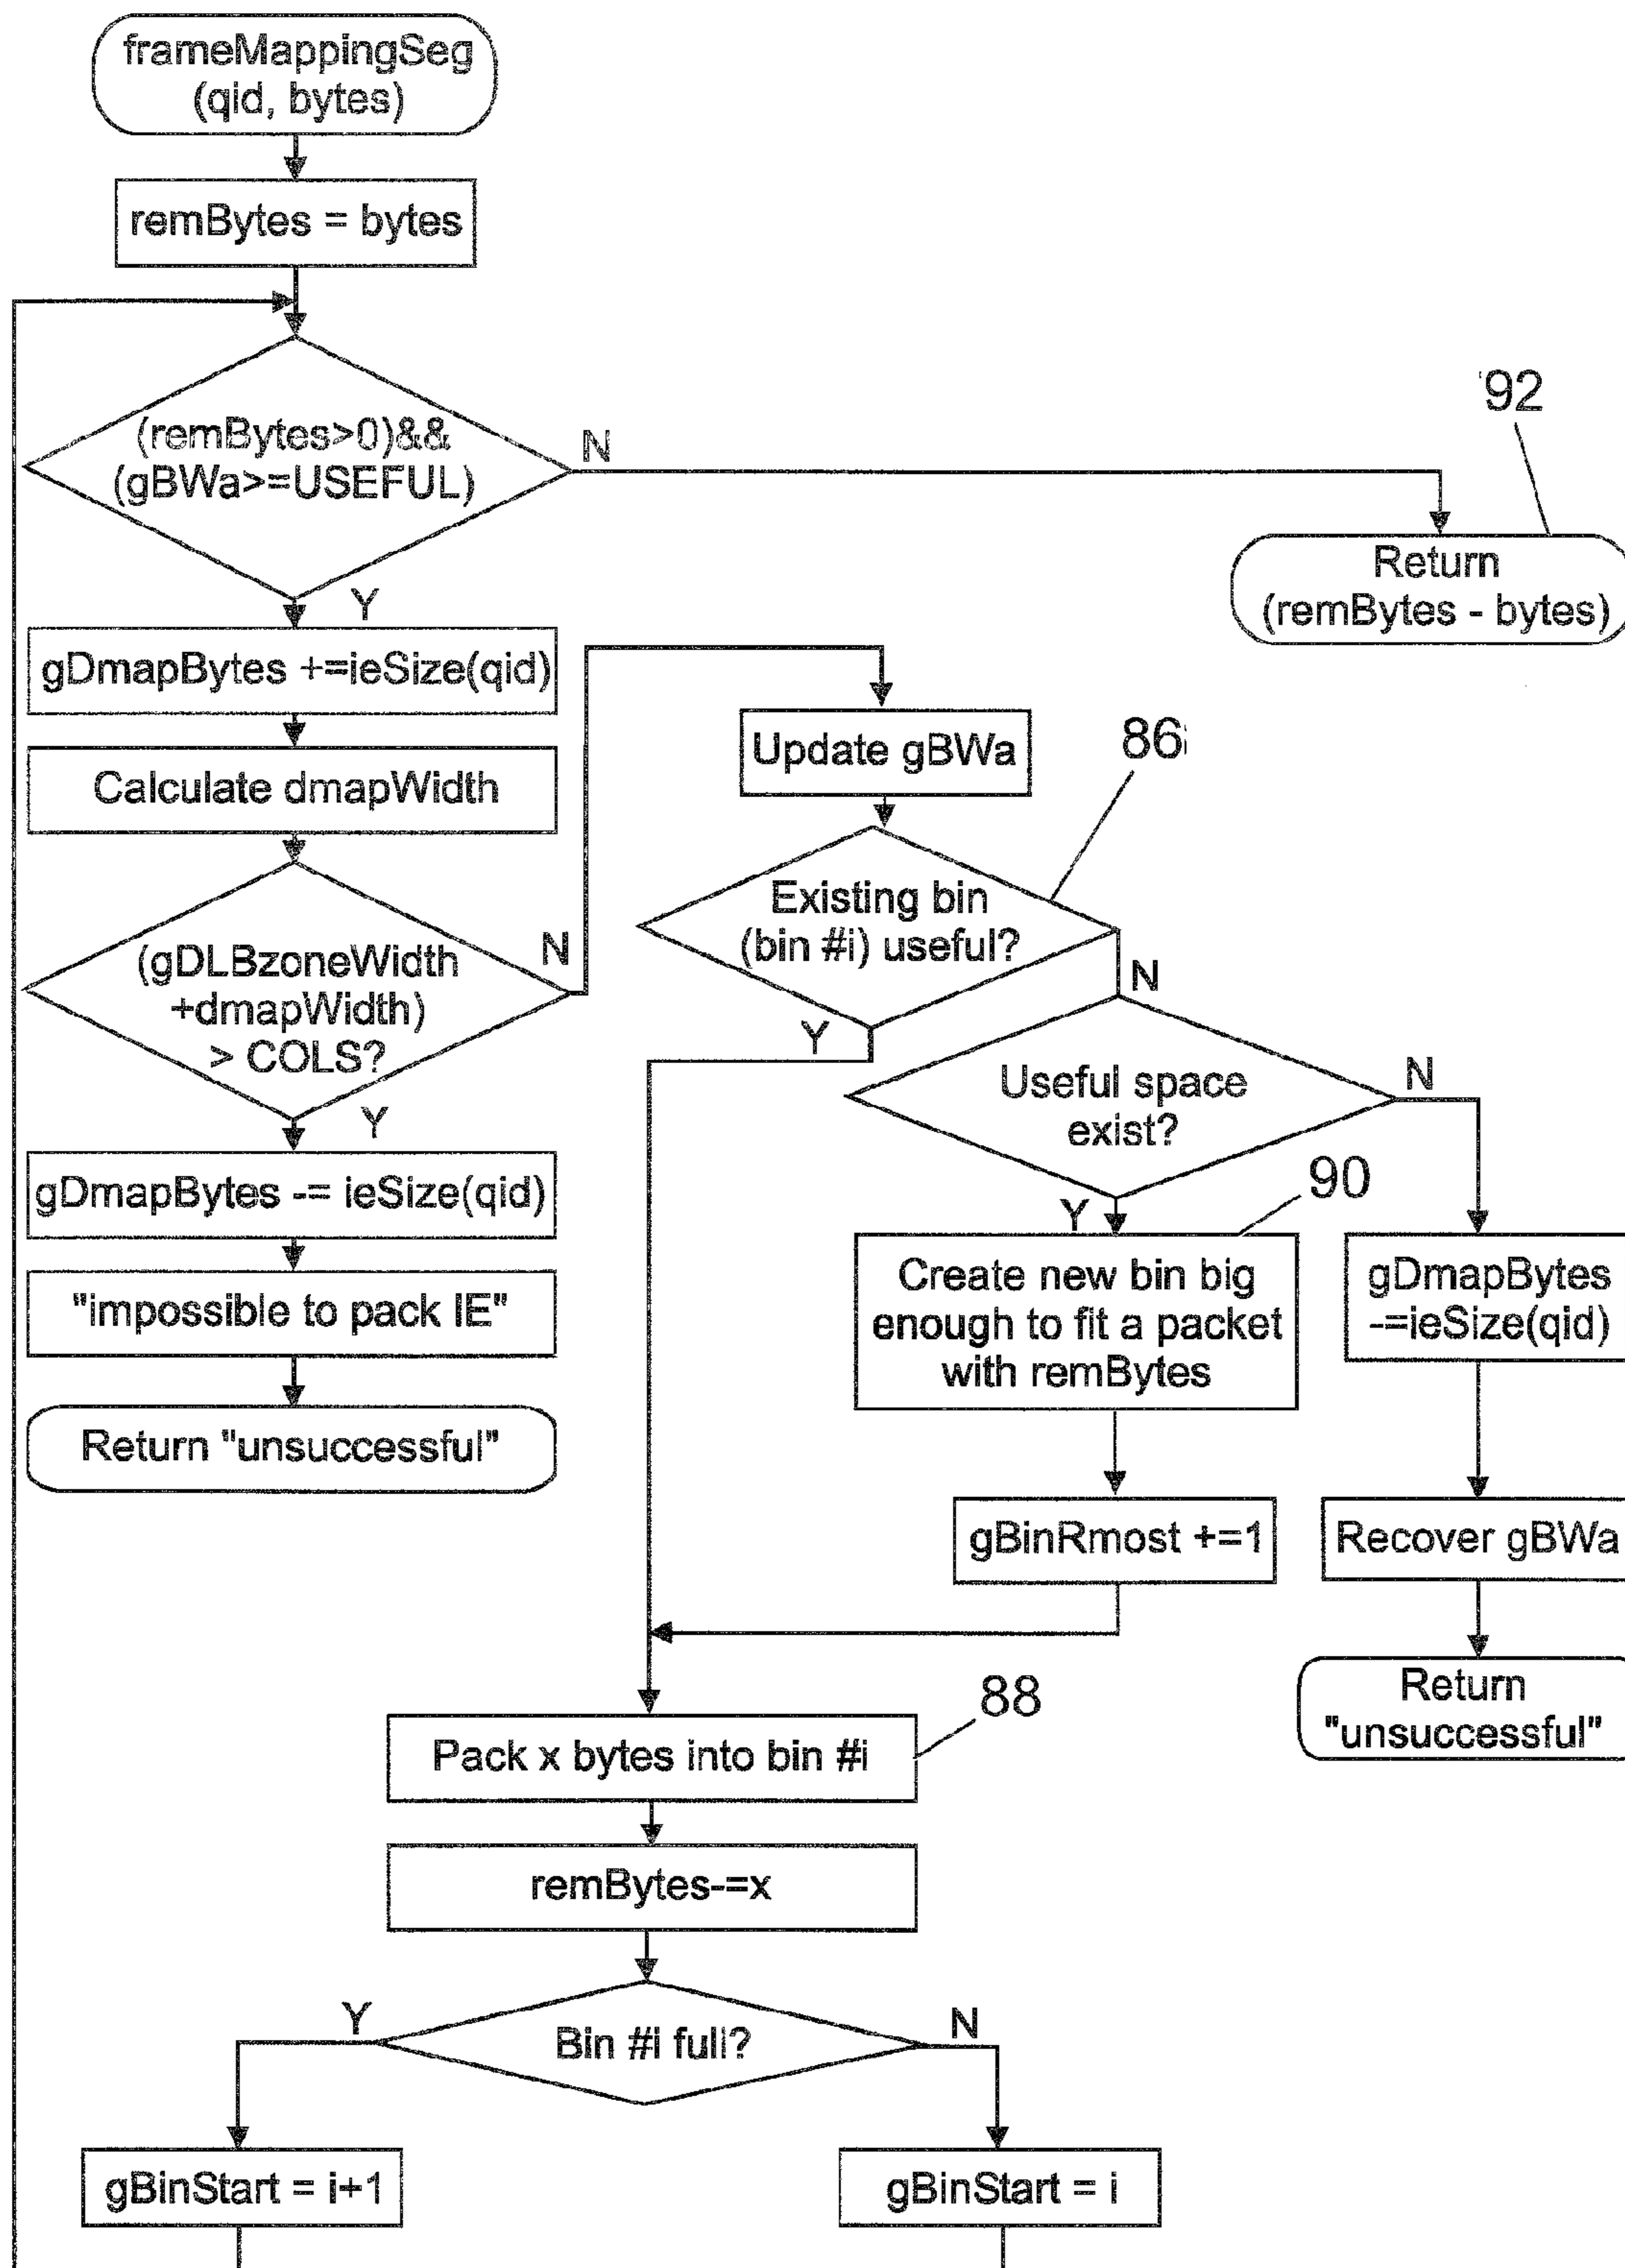 frameMappingSeg
(qid, bytes)
remBytes = bytes
(remBytes>0)&&
(gBWa>=USEFUL)
N
92
Return
(remBytes - bytes)
Y
gDmapBytes +=ieSize(qid)
Calculate dmapWidth
Update gBWa
86
(gDLBzoneWidth
+dmapWidth)
> COLS?
N
Existing bin
(bin #i) useful?
N
Y
Y
gDmapBytes -= ieSize(qid)
"impossible to pack IE"
Return "unsuccessful"
Useful space
exist?
N
Y
90
Create new bin big
enough to fit a packet
with remBytes
gDmapBytes
-=ieSize(qid)
gBinRmost +=1
Recover gBWa
Return
"unsuccessful"
88
Pack x bytes into bin #i
remBytes-=x
Y
Bin #i full?
N
gBinStart = i+1
gBinStart = i